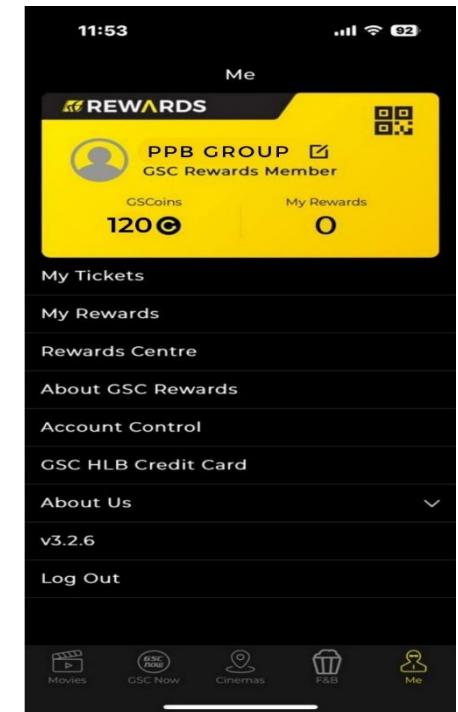 11:53 92
Me
REWARDS
PPB GROUP
GSC Rewards Member
GSCoins My Rewards
120 G 0
My Tickets
My Rewards
Rewards Centre
About GSC Rewards
Account Control
GSC HLB Credit Card
About Us
v3.2.6
Log Out
GSC
now
Movies GSC Now Cinemas F&B Me